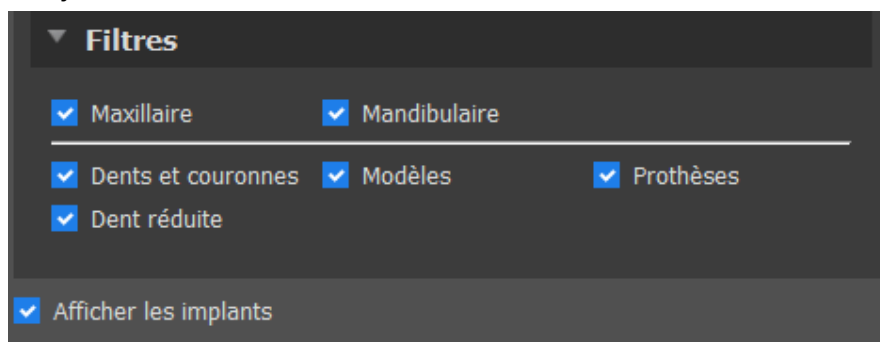 Filtres
Maxillaire Mandibulaire
Dents et couronnes Modèles Prothèses
Dent réduite
Afficher les implants